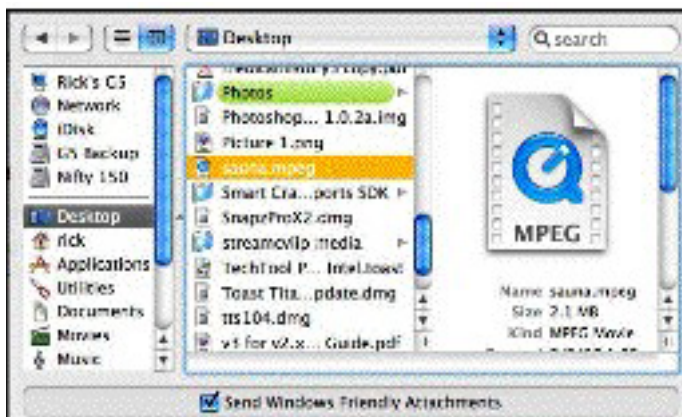 Desktop
search
Rick's G5
Network
iDisk
G5 Backup
Nifty 150
Desktop
rick
Applications
Utilities
Documents
Movies
Music
Photos
Photoshop... 1.0.2a.img
Picture 1.png
sauna.mpeg
Smart Cra...ports SDK
SnapzProX2.dmg
streamclip media
TechTool P... Intel.toast
Toast Tita...pdate.dmg
tts104.dmg
v3 for v2.x... Guide.pdf
MPEG
Name sauna.mpeg
Size 2.1 MB
Kind MPEG Movie
Send Windows Friendly Attachments